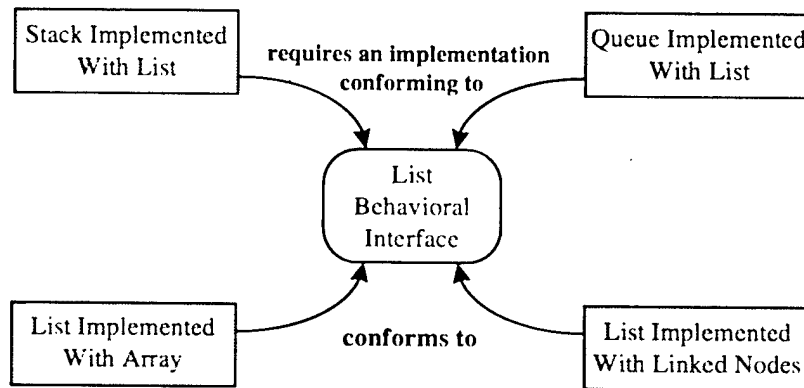 Stack Implemented
With List
requires an implementation
conforming to
Queue Implemented
With List
List
Behavioral
Interface
List Implemented
With Array
conforms to
List Implemented
With Linked Nodes